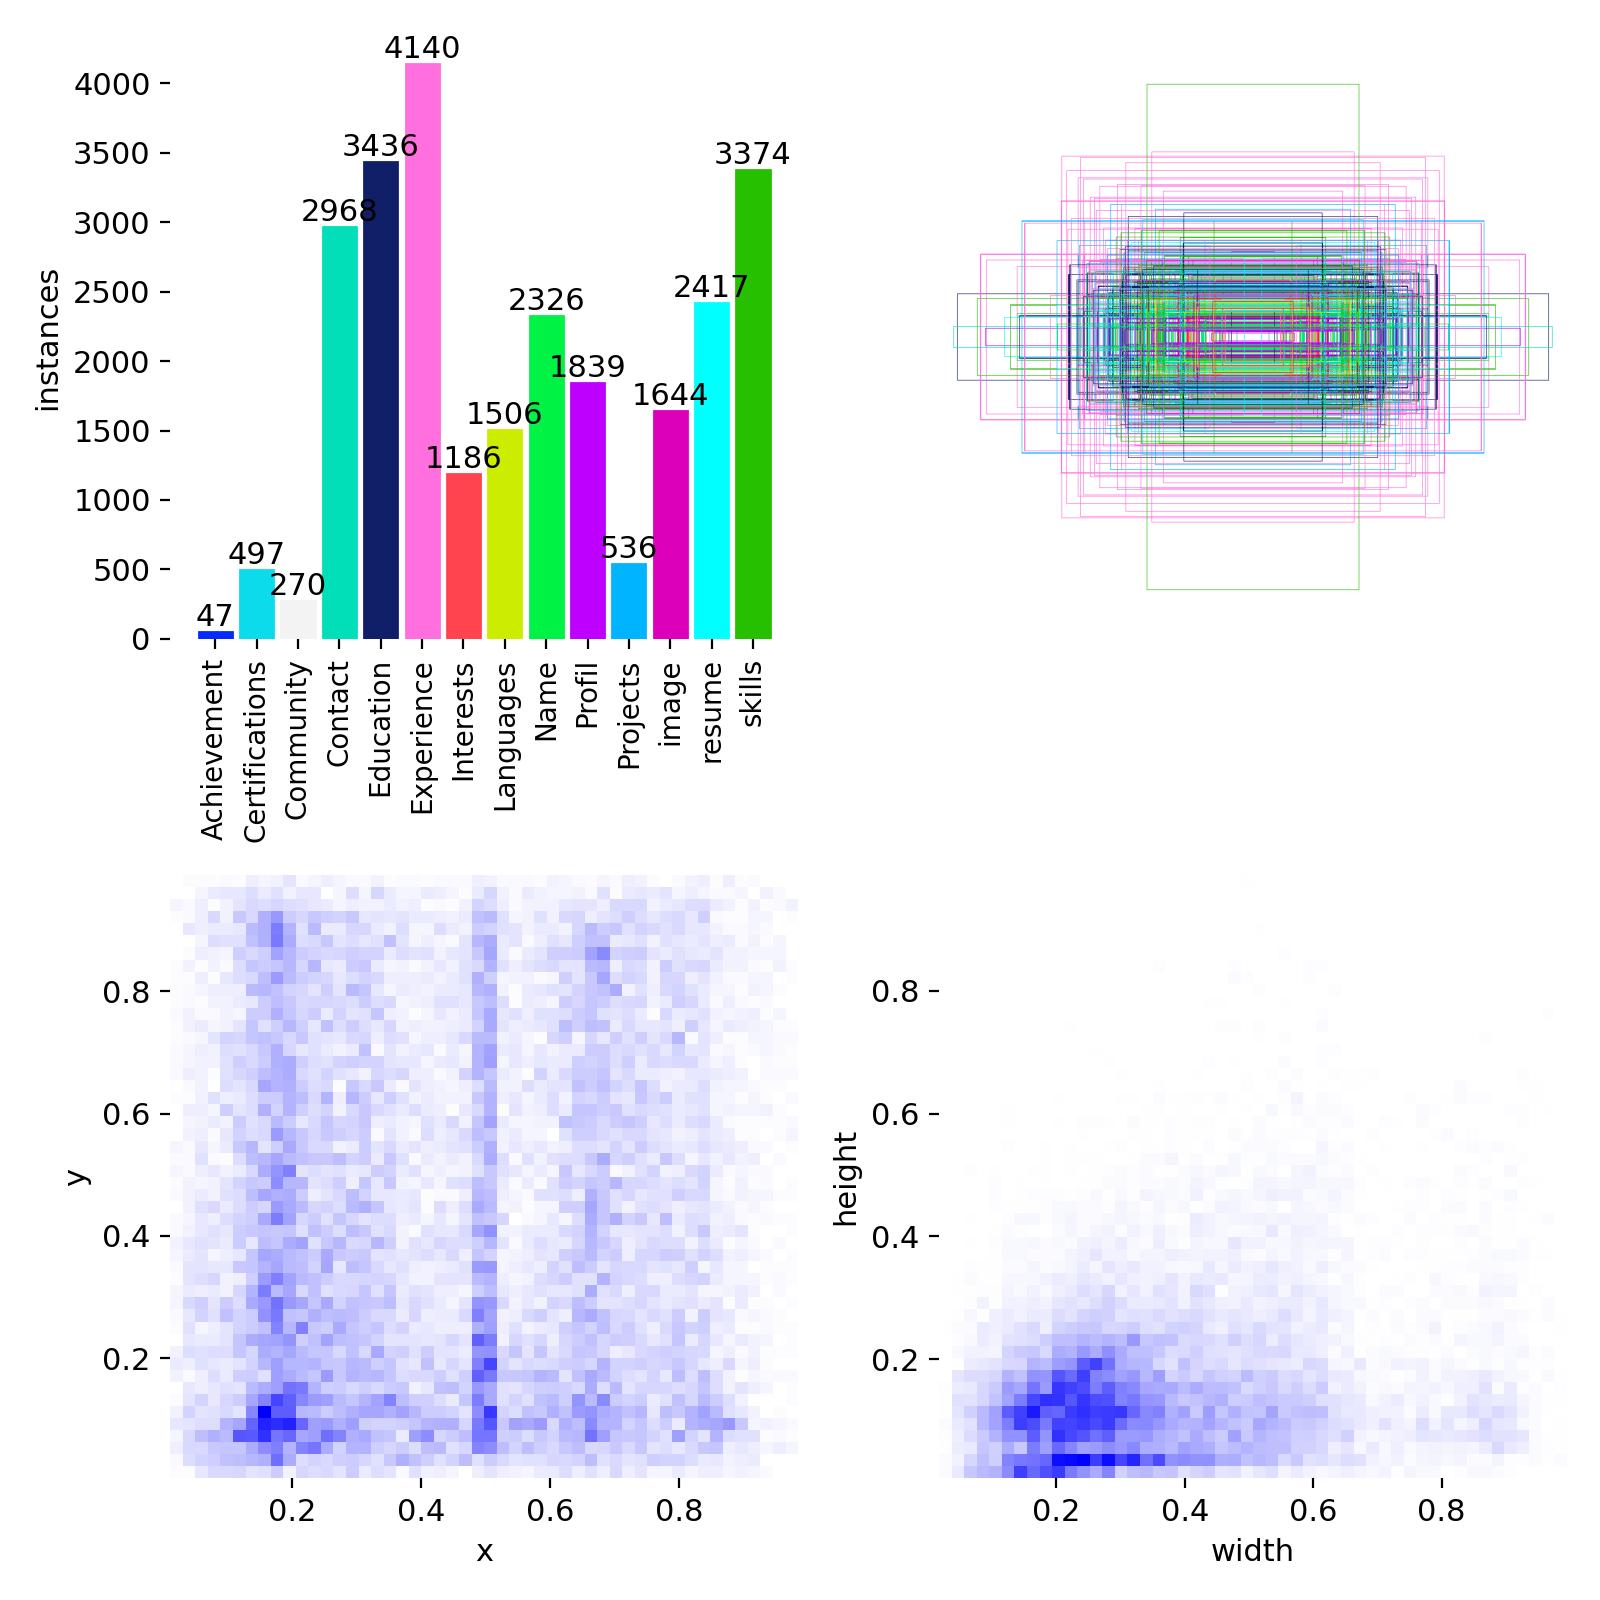 4140
4000
3500
3436
3374
3000
2968
2500
2417
2326
2000
1839
1644
1500
1506
1186
1000
500
497
536
270
47
0
instances
Achievement
Certifications
Community
Contact
Education
Experience
Interests
Languages
Name
Profil
Projects
image
resume
skills
0.8
0.6
0.4
0.2
y
0.2 0.4 0.6 0.8
x
0.8
0.6
0.4
0.2
height
0.2 0.4 0.6 0.8
width